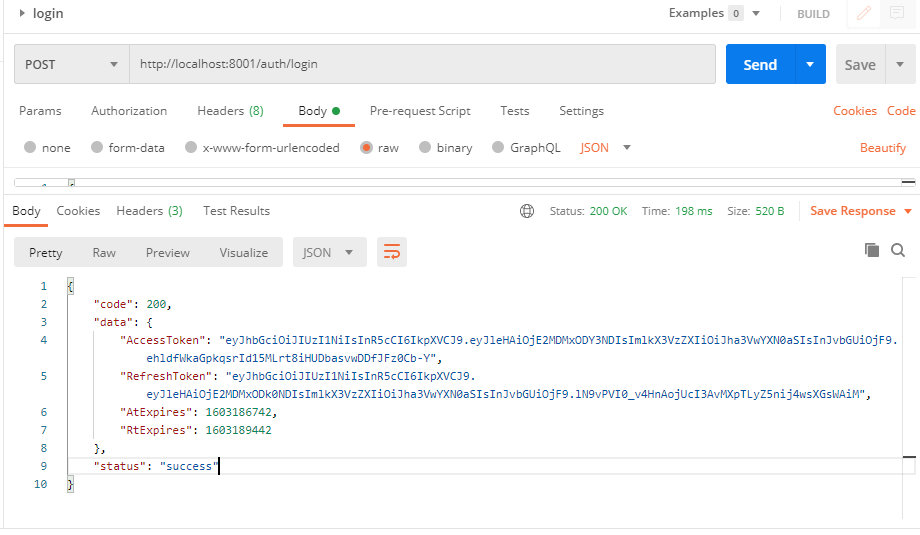 login
Examples 0
BUILD
POST
http://localhost:8001/auth/login
Send
Save
Params
Authorization
Headers (8)
Body
Pre-request Script
Tests
Settings
Cookies Code
none
form-data
x-www-form-urlencoded
raw
binary
GraphQL
JSON
Beautify
Body
Cookies
Headers (3)
Test Results
Status: 200 OK
Time: 198 ms
Size: 520 B
Save Response
Pretty
Raw
Preview
Visualize
JSON
1 {
2 "code": 200,
3 "data": {
4 "AccessToken": "eyJhbGciOiJIUzI1NiIsInR5cCI6IkpXVCJ9.eyJleHAiOjE2MDMxODY3NDIsImlkX3VzZXIiOiJha3VwYXN0aSIsInJvbGUiOjF9.
ehldfWkaGpkqsrId15MLrt8iHUDbasvwDDfJFz0Cb-Y",
5 "RefreshToken": "eyJhbGciOiJIUzI1NiIsInR5cCI6IkpXVCJ9.
eyJleHAiOjE2MDMxODk0NDIsImlkX3VzZXIiOiJha3VwYXN0aSIsInJvbGUiOjF9.lN9vPVI0_v4HnAojUcI3AvMXpTLyZ5nij4wsXGsWAiM",
6 "AtExpires": 1603186742,
7 "RtExpires": 1603189442
8 },
9 "status": "success"
10 }